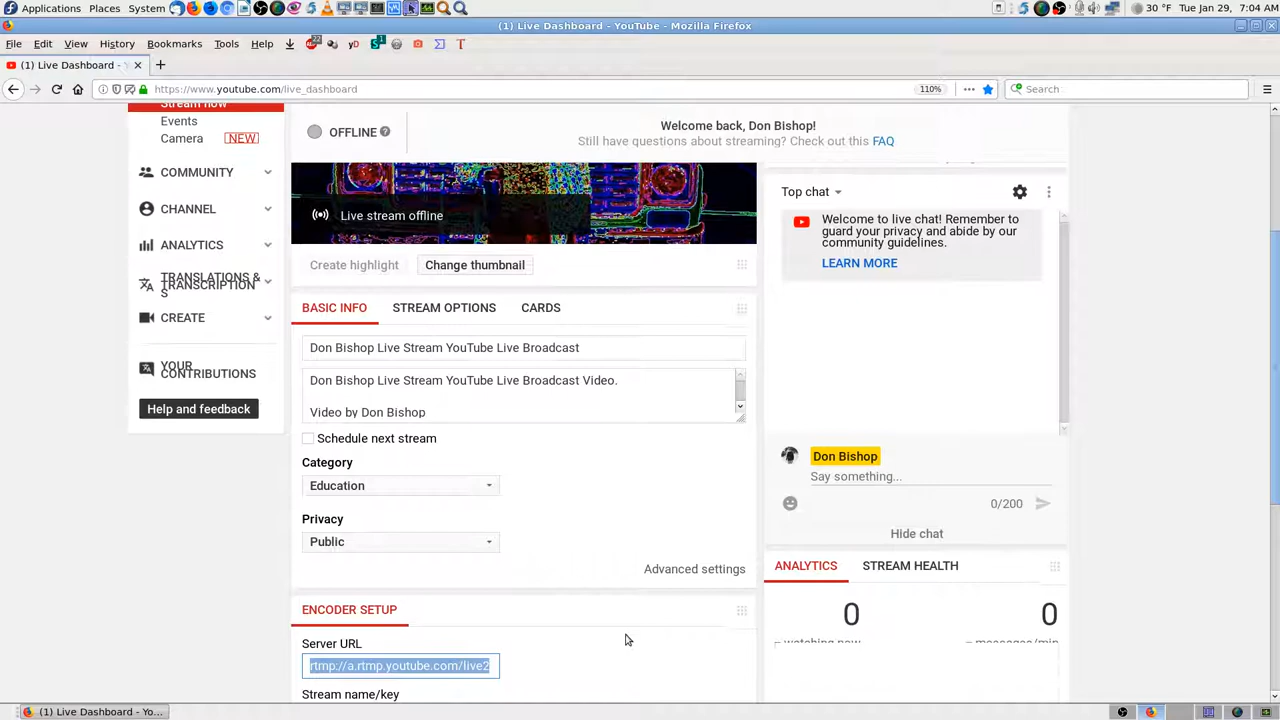 Applications Places System 30 °F Tue Jan 29, 7:04 AM
(1) Live Dashboard - YouTube - Mozilla Firefox
File Edit View History Bookmarks Tools Help
(1) Live Dashboard -
https://www.youtube.com/live_dashboard 110% Search
Stream now
Events
Camera NEW
COMMUNITY
CHANNEL
ANALYTICS
TRANSLATIONS &
TRANSCRIPTION
S
CREATE
YOUR
CONTRIBUTIONS
Help and feedback
OFFLINE
Welcome back, Don Bishop!
Still have questions about streaming? Check out this FAQ
Live stream offline
Create highlight Change thumbnail
BASIC INFO STREAM OPTIONS CARDS
Don Bishop Live Stream YouTube Live Broadcast
Don Bishop Live Stream YouTube Live Broadcast Video.
Video by Don Bishop
Schedule next stream
Category
Education
Privacy
Public
Advanced settings
ENCODER SETUP
Server URL
rtmp://a.rtmp.youtube.com/live2
Stream name/key
Top chat
Welcome to live chat! Remember to
guard your privacy and abide by our
community guidelines.
LEARN MORE
Don Bishop
Say something...
0/200
Hide chat
ANALYTICS STREAM HEALTH
0 0
watching now messages/min
(1) Live Dashboard - Yo...